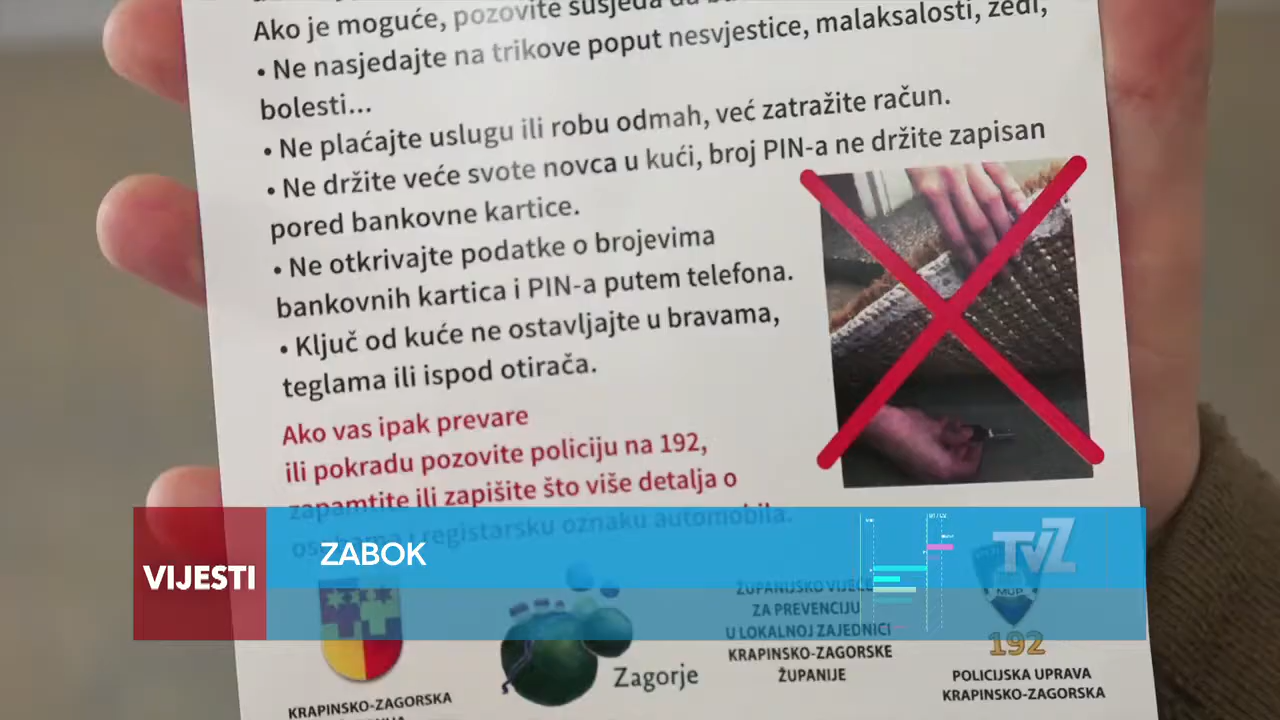 Ako je moguće, pozovite susjeda da
• Ne nasjedajte na trikove poput nesvjestice, malaksalosti, žeđi,
bolesti...
• Ne plaćajte uslugu ili robu odmah, već zatražite račun.
• Ne držite veće svote novca u kući, broj PIN-a ne držite zapisan
pored bankovne kartice.
• Ne otkrivajte podatke o brojevima
bankovnih kartica i PIN-a putem telefona.
• Ključ od kuće ne ostavljajte u bravama,
teglama ili ispod otirača.
Ako vas ipak prevare
ili pokradu pozovite policiju na 192,
zapamtite ili zapišite što više detalja o
osobama i registarsku oznaku automobila.
VIJESTI
ZABOK
TVZ
Zagorje
ŽUPANIJSKO VIJEĆE
ZA PREVENCIJU
U LOKALNOJ ZAJEDNICI
KRAPINSKO-ZAGORSKE
ŽUPANIJE
MUP
192
POLICIJSKA UPRAVA
KRAPINSKO-ZAGORSKA
KRAPINSKO-ZAGORSKA